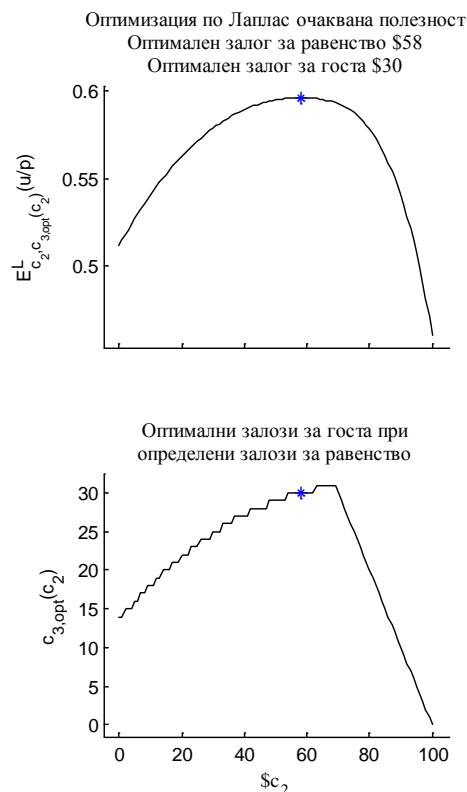 Оптимизация по Лаплас очаквана полезност
Оптимален залог за равенство $58
Оптимален залог за госта $30
0.6
0.55
0.5
E^L_{c_2,c_{3,opt}(c_2)}(u/p)
Оптимални залози за госта при
определени залози за равенство
30
25
20
15
10
5
0
c_{3,opt}(c_2)
0 20 40 60 80 100
$c_2